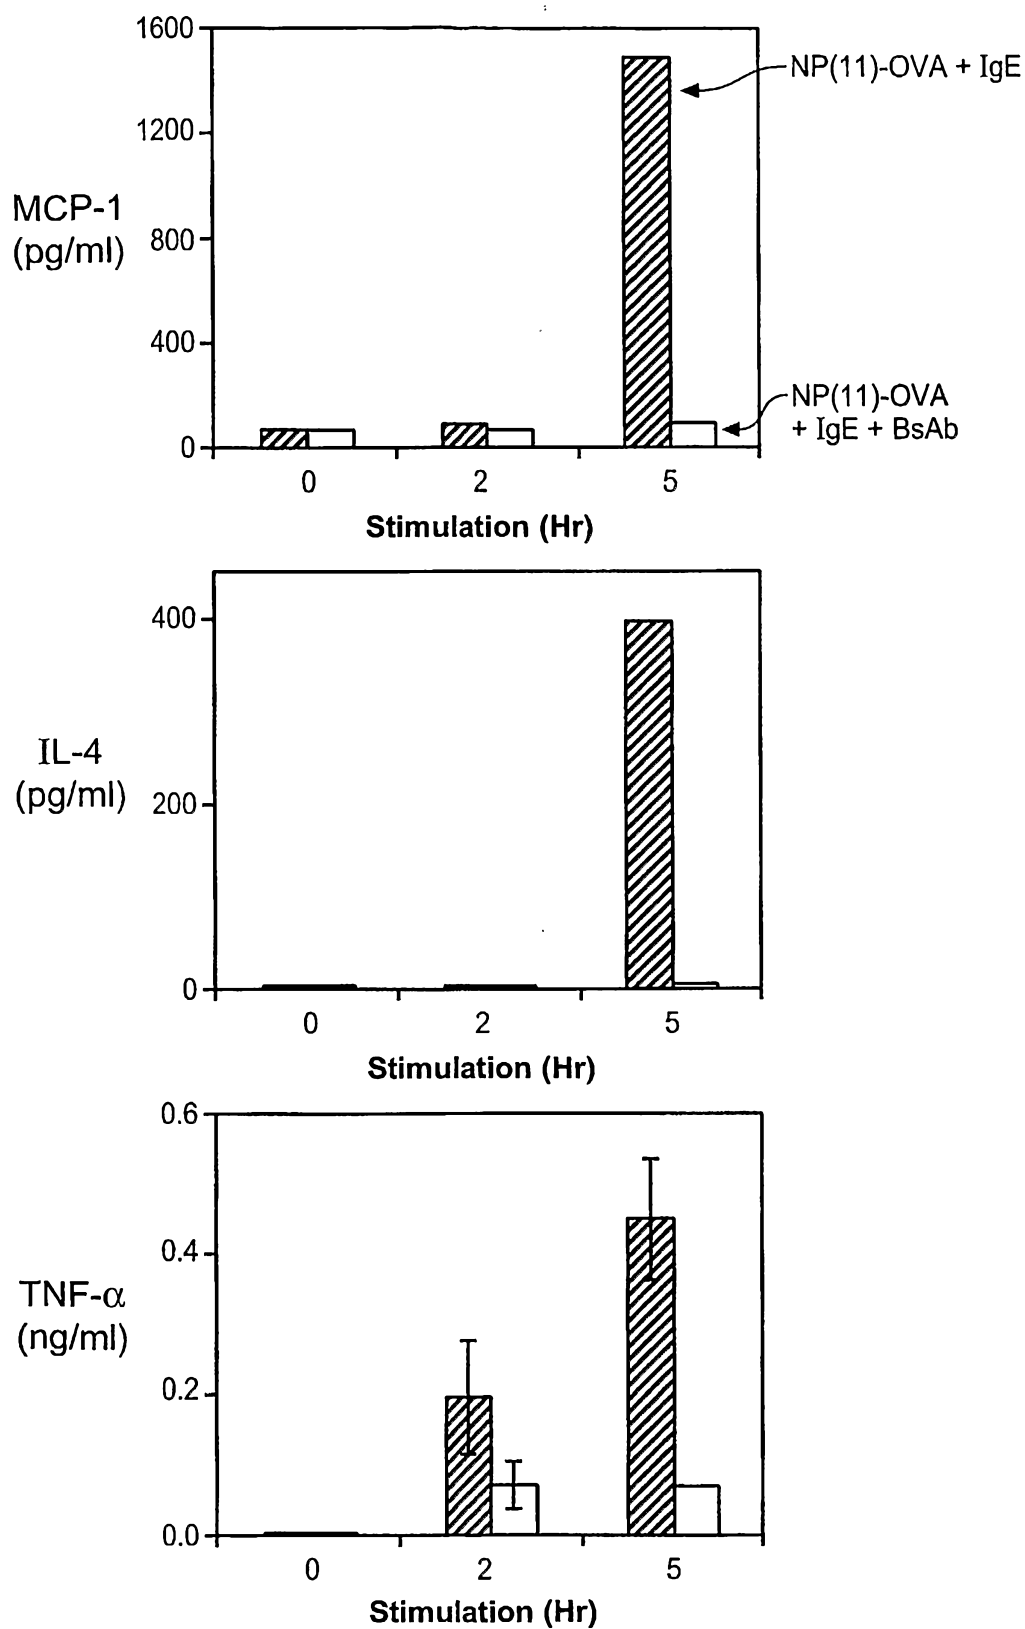 1600
1200
800
400
0
MCP-1
(pg/ml)
NP(11)-OVA + IgE
NP(11)-OVA
+ IgE + BsAb
0 2 5
Stimulation (Hr)
400
200
0
IL-4
(pg/ml)
0 2 5
Stimulation (Hr)
0.6
0.4
0.2
0.0
TNF-α
(ng/ml)
0 2 5
Stimulation (Hr)